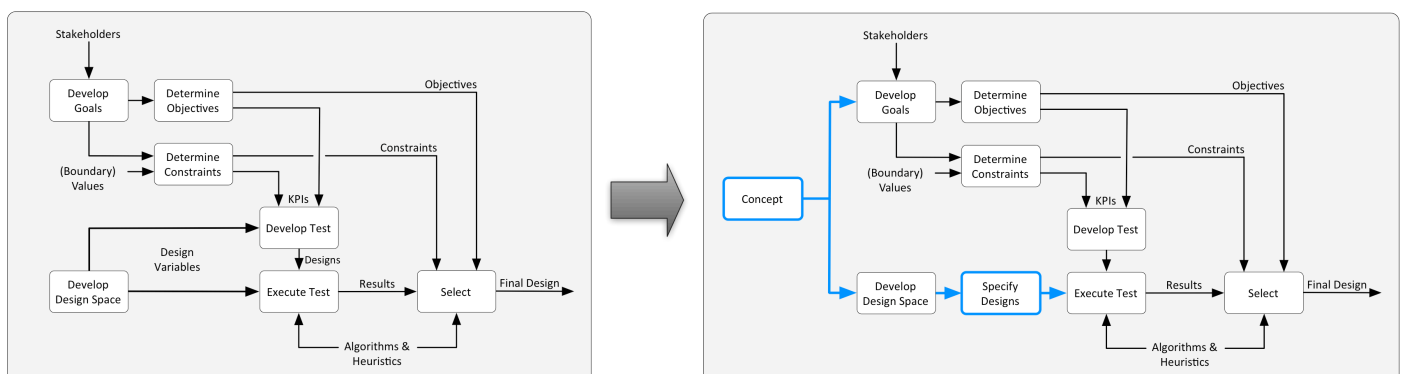 Stakeholders
Develop
Goals
Determine
Objectives
Objectives
Determine
Constraints
Constraints
(Boundary)
Values
KPIs
Develop Test
Design
Variables
Designs
Develop
Design Space
Execute Test
Results
Select
Final Design
Algorithms &
Heuristics
Stakeholders
Develop
Goals
Determine
Objectives
Objectives
Determine
Constraints
Constraints
(Boundary)
Values
Concept
KPIs
Develop Test
Develop
Design Space
Specify
Designs
Execute Test
Results
Select
Final Design
Algorithms &
Heuristics